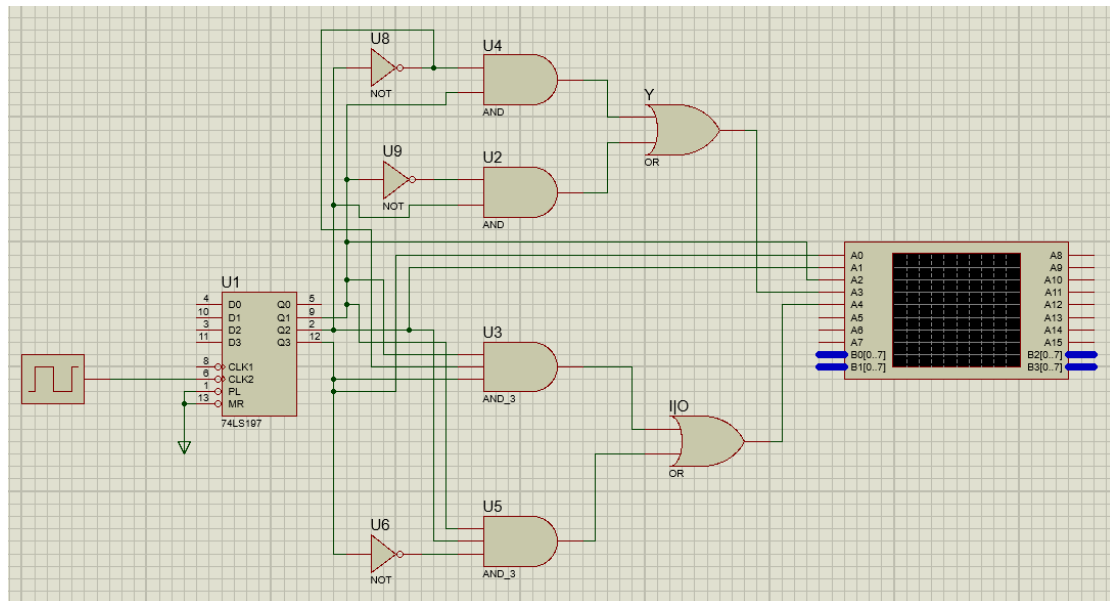 U8
NOT
U4
AND
Y
OR
U9
NOT
U2
AND
U1
4 D0 Q0 5
10 D1 Q1 9
3 D2 Q2 2
11 D3 Q3 12
8 CLK1
6 CLK2
1 PL
13 MR
74LS197
U3
AND_3
I|O
OR
U6
NOT
U5
AND_3
A0 A8
A1 A9
A2 A10
A3 A11
A4 A12
A5 A13
A6 A14
A7 A15
B0[0..7] B2[0..7]
B1[0..7] B3[0..7]